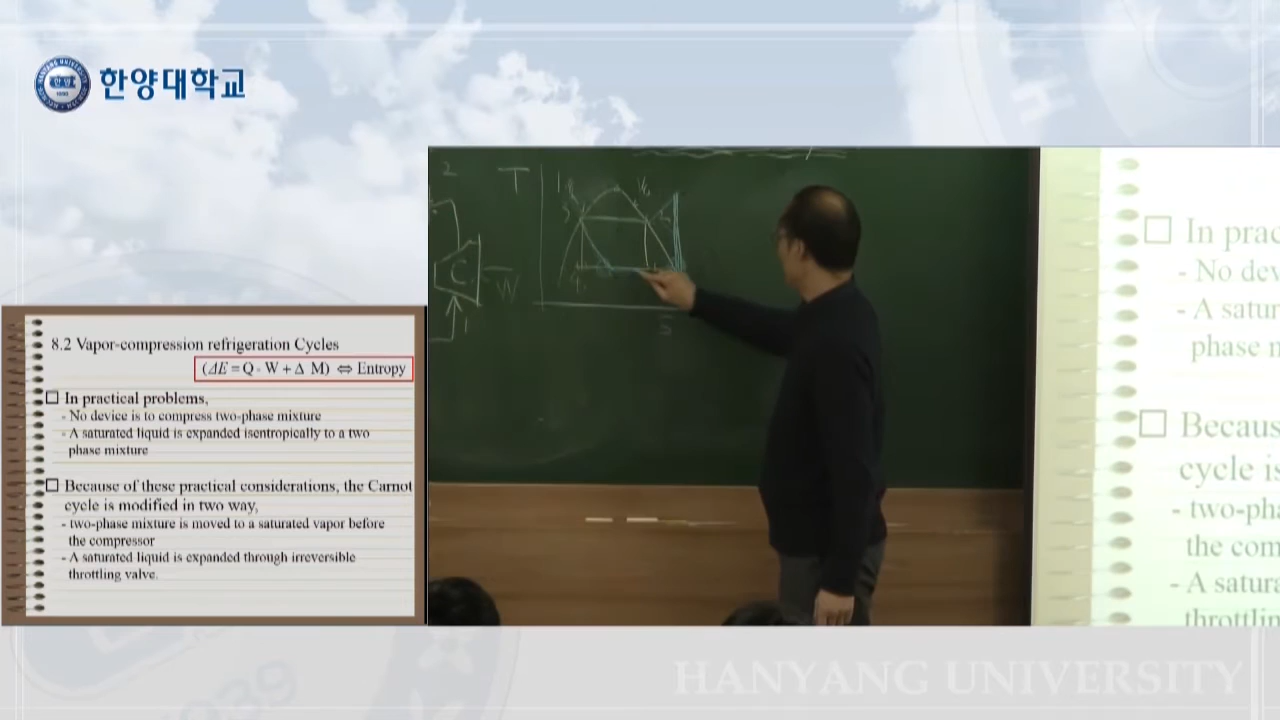 한양대학교
8.2 Vapor-compression refrigeration Cycles
(ΔE = Q - W + Δ M) ⇔ Entropy
☐ In practical problems,
- No device is to compress two-phase mixture
- A saturated liquid is expanded isentropically to a two
phase mixture
☐ Because of these practical considerations, the Carnot
cycle is modified in two way,
- two-phase mixture is moved to a saturated vapor before
the compressor
- A saturated liquid is expanded through irreversible
throttling valve.
2
T
C
W
1
☐ In prac
- No dev
- A satur
phase m
☐ Becaus
cycle is
- two-pha
the com
- A satura
throttlin
HANYANG UNIVERSITY